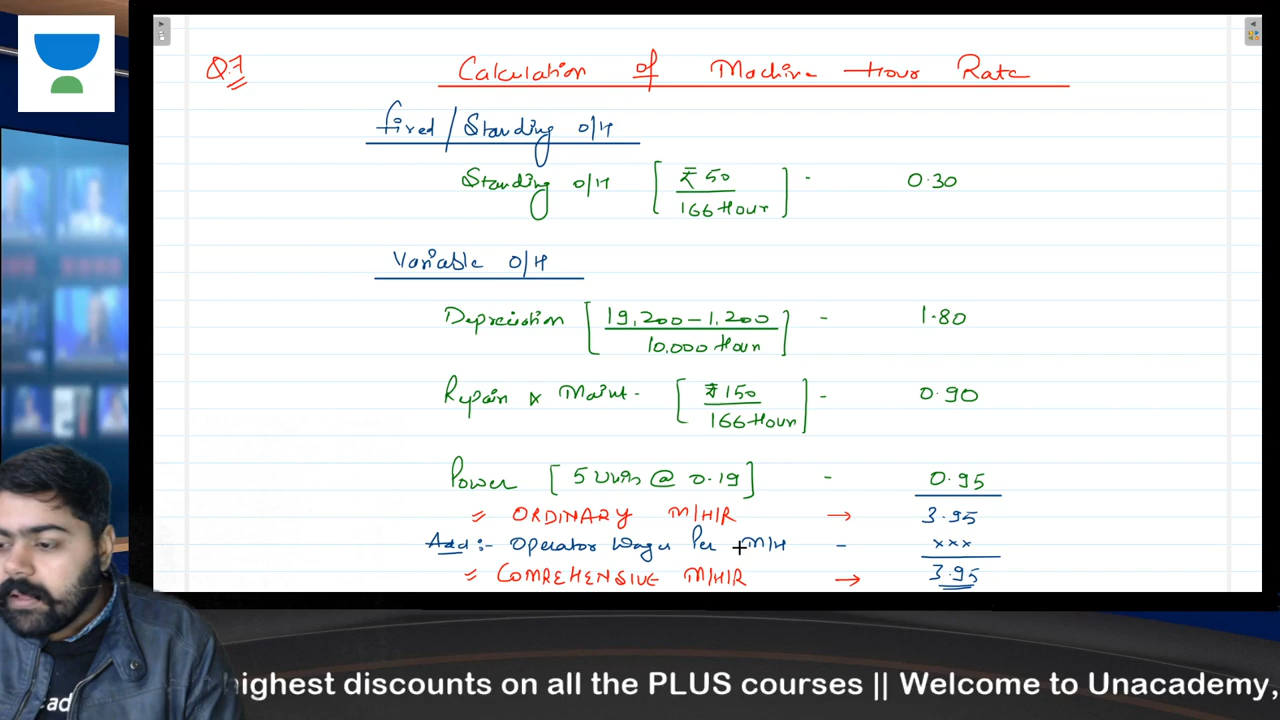 Q.7 Calculation of Machine Hour Rate
Fixed / Standing O/H
Standing O/H [ ₹ 50 / 166 Hour ] - 0.30
Variable O/H
Depreciation [ 19,200 - 1,200 / 10,000 Hour ] - 1.80
Repair & Maint. [ ₹ 150 / 166 Hour ] - 0.90
Power [ 5 Units @ 0.19 ] - 0.95
= ORDINARY M/H/R → 3.95
Add :- Operator Wages Per M/H - xxx
= COMREHENSIVE M/H/R → 3.95
highest discounts on all the PLUS courses || Welcome to Unacademy,